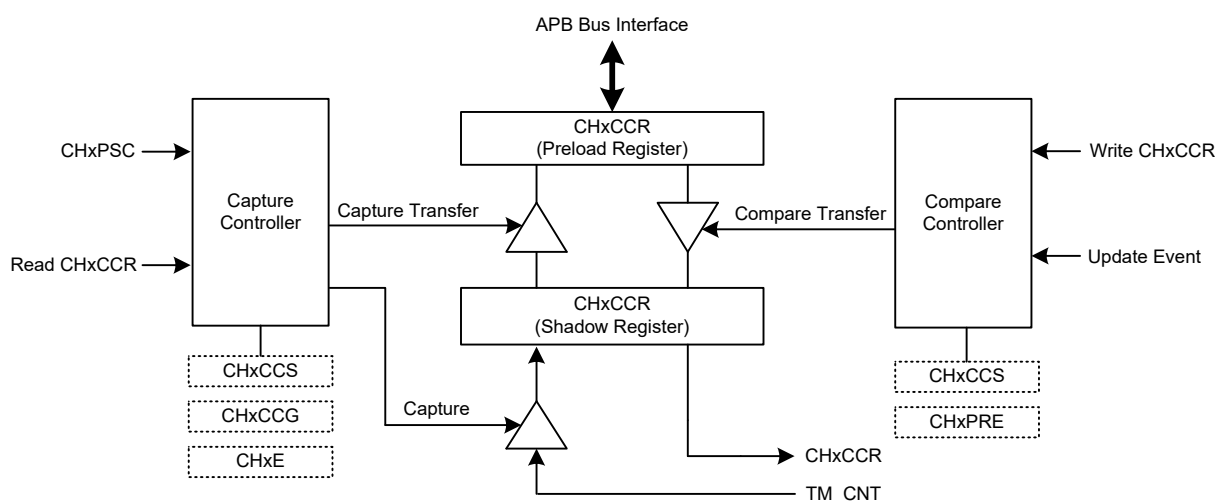 APB Bus Interface
CHxCCR
(Preload Register)
CHxPSC
Write CHxCCR
Capture
Controller
Capture Transfer
Compare Transfer
Compare
Controller
Read CHxCCR
Update Event
CHxCCR
(Shadow Register)
CHxCCS
CHxCCS
CHxCCG
Capture
CHxPRE
CHxE
CHxCCR
TM_CNT